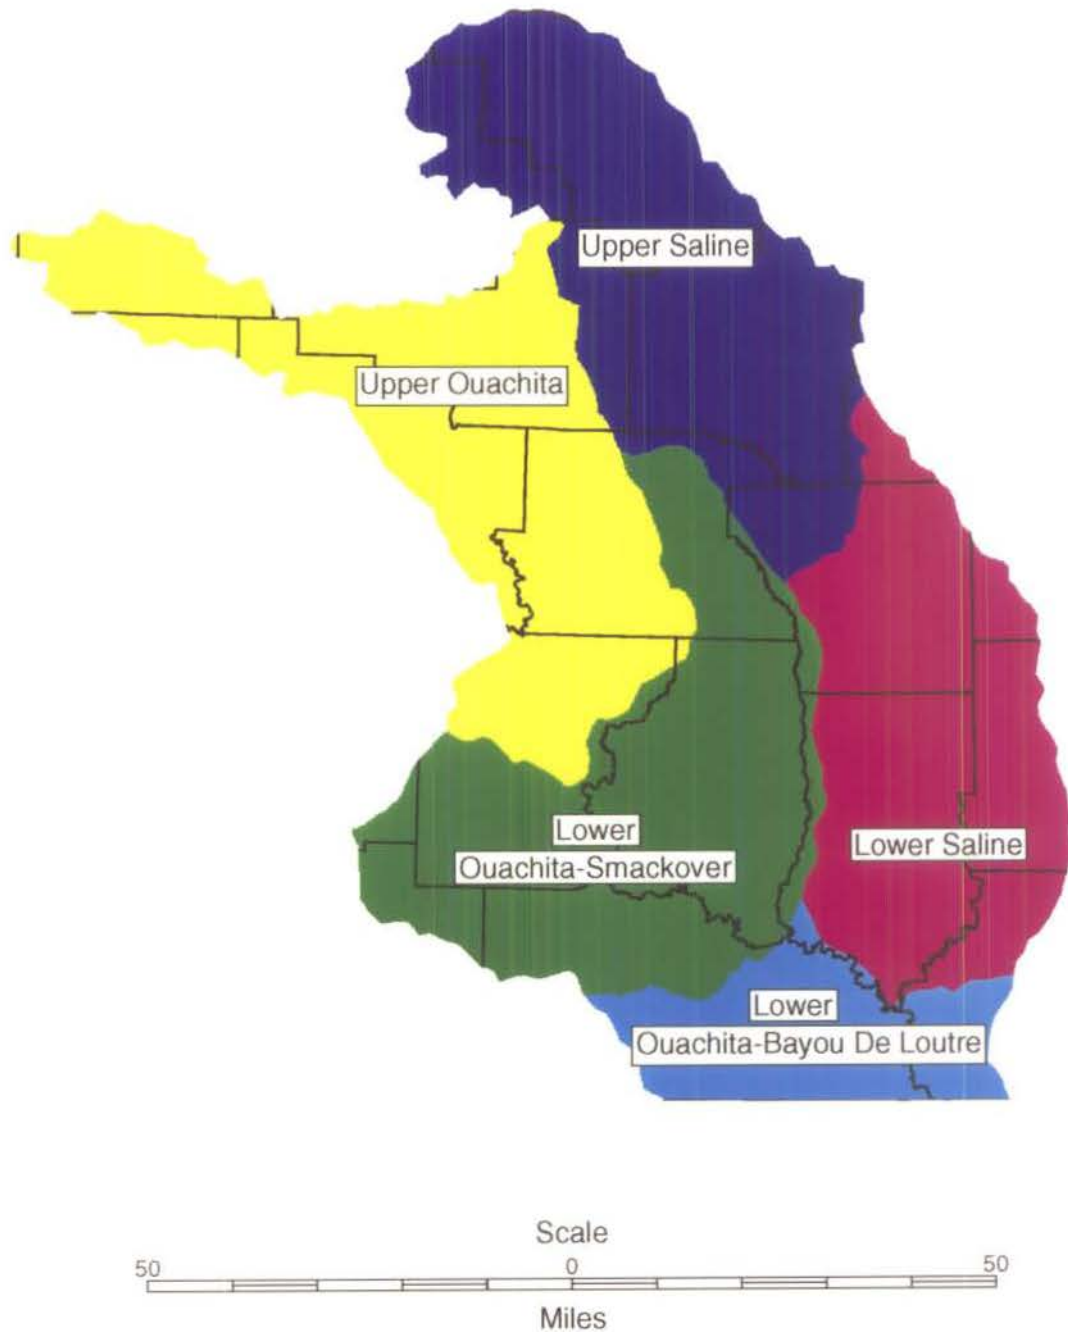 Upper Saline
Upper Ouachita
Lower
Ouachita-Smackover
Lower Saline
Lower
Ouachita-Bayou De Loutre
Scale
50 0 50
Miles